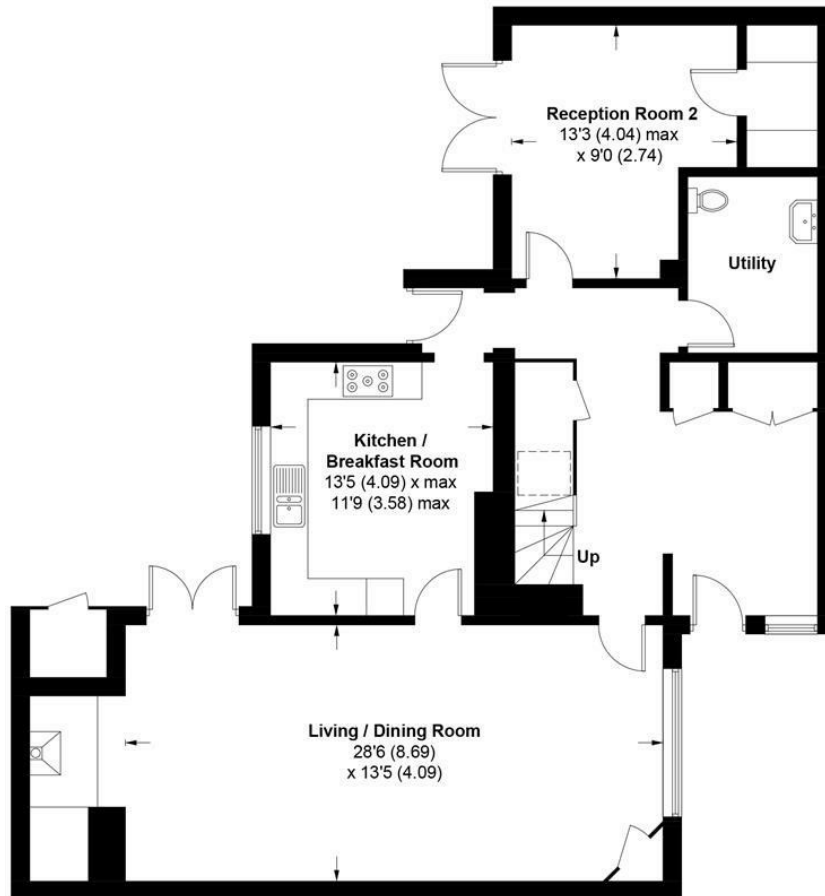 Reception Room 2
13'3 (4.04) max
x 9'0 (2.74)
Utility
Kitchen /
Breakfast Room
13'5 (4.09) x max
11'9 (3.58) max
Up
Living / Dining Room
28'6 (8.69)
x 13'5 (4.09)